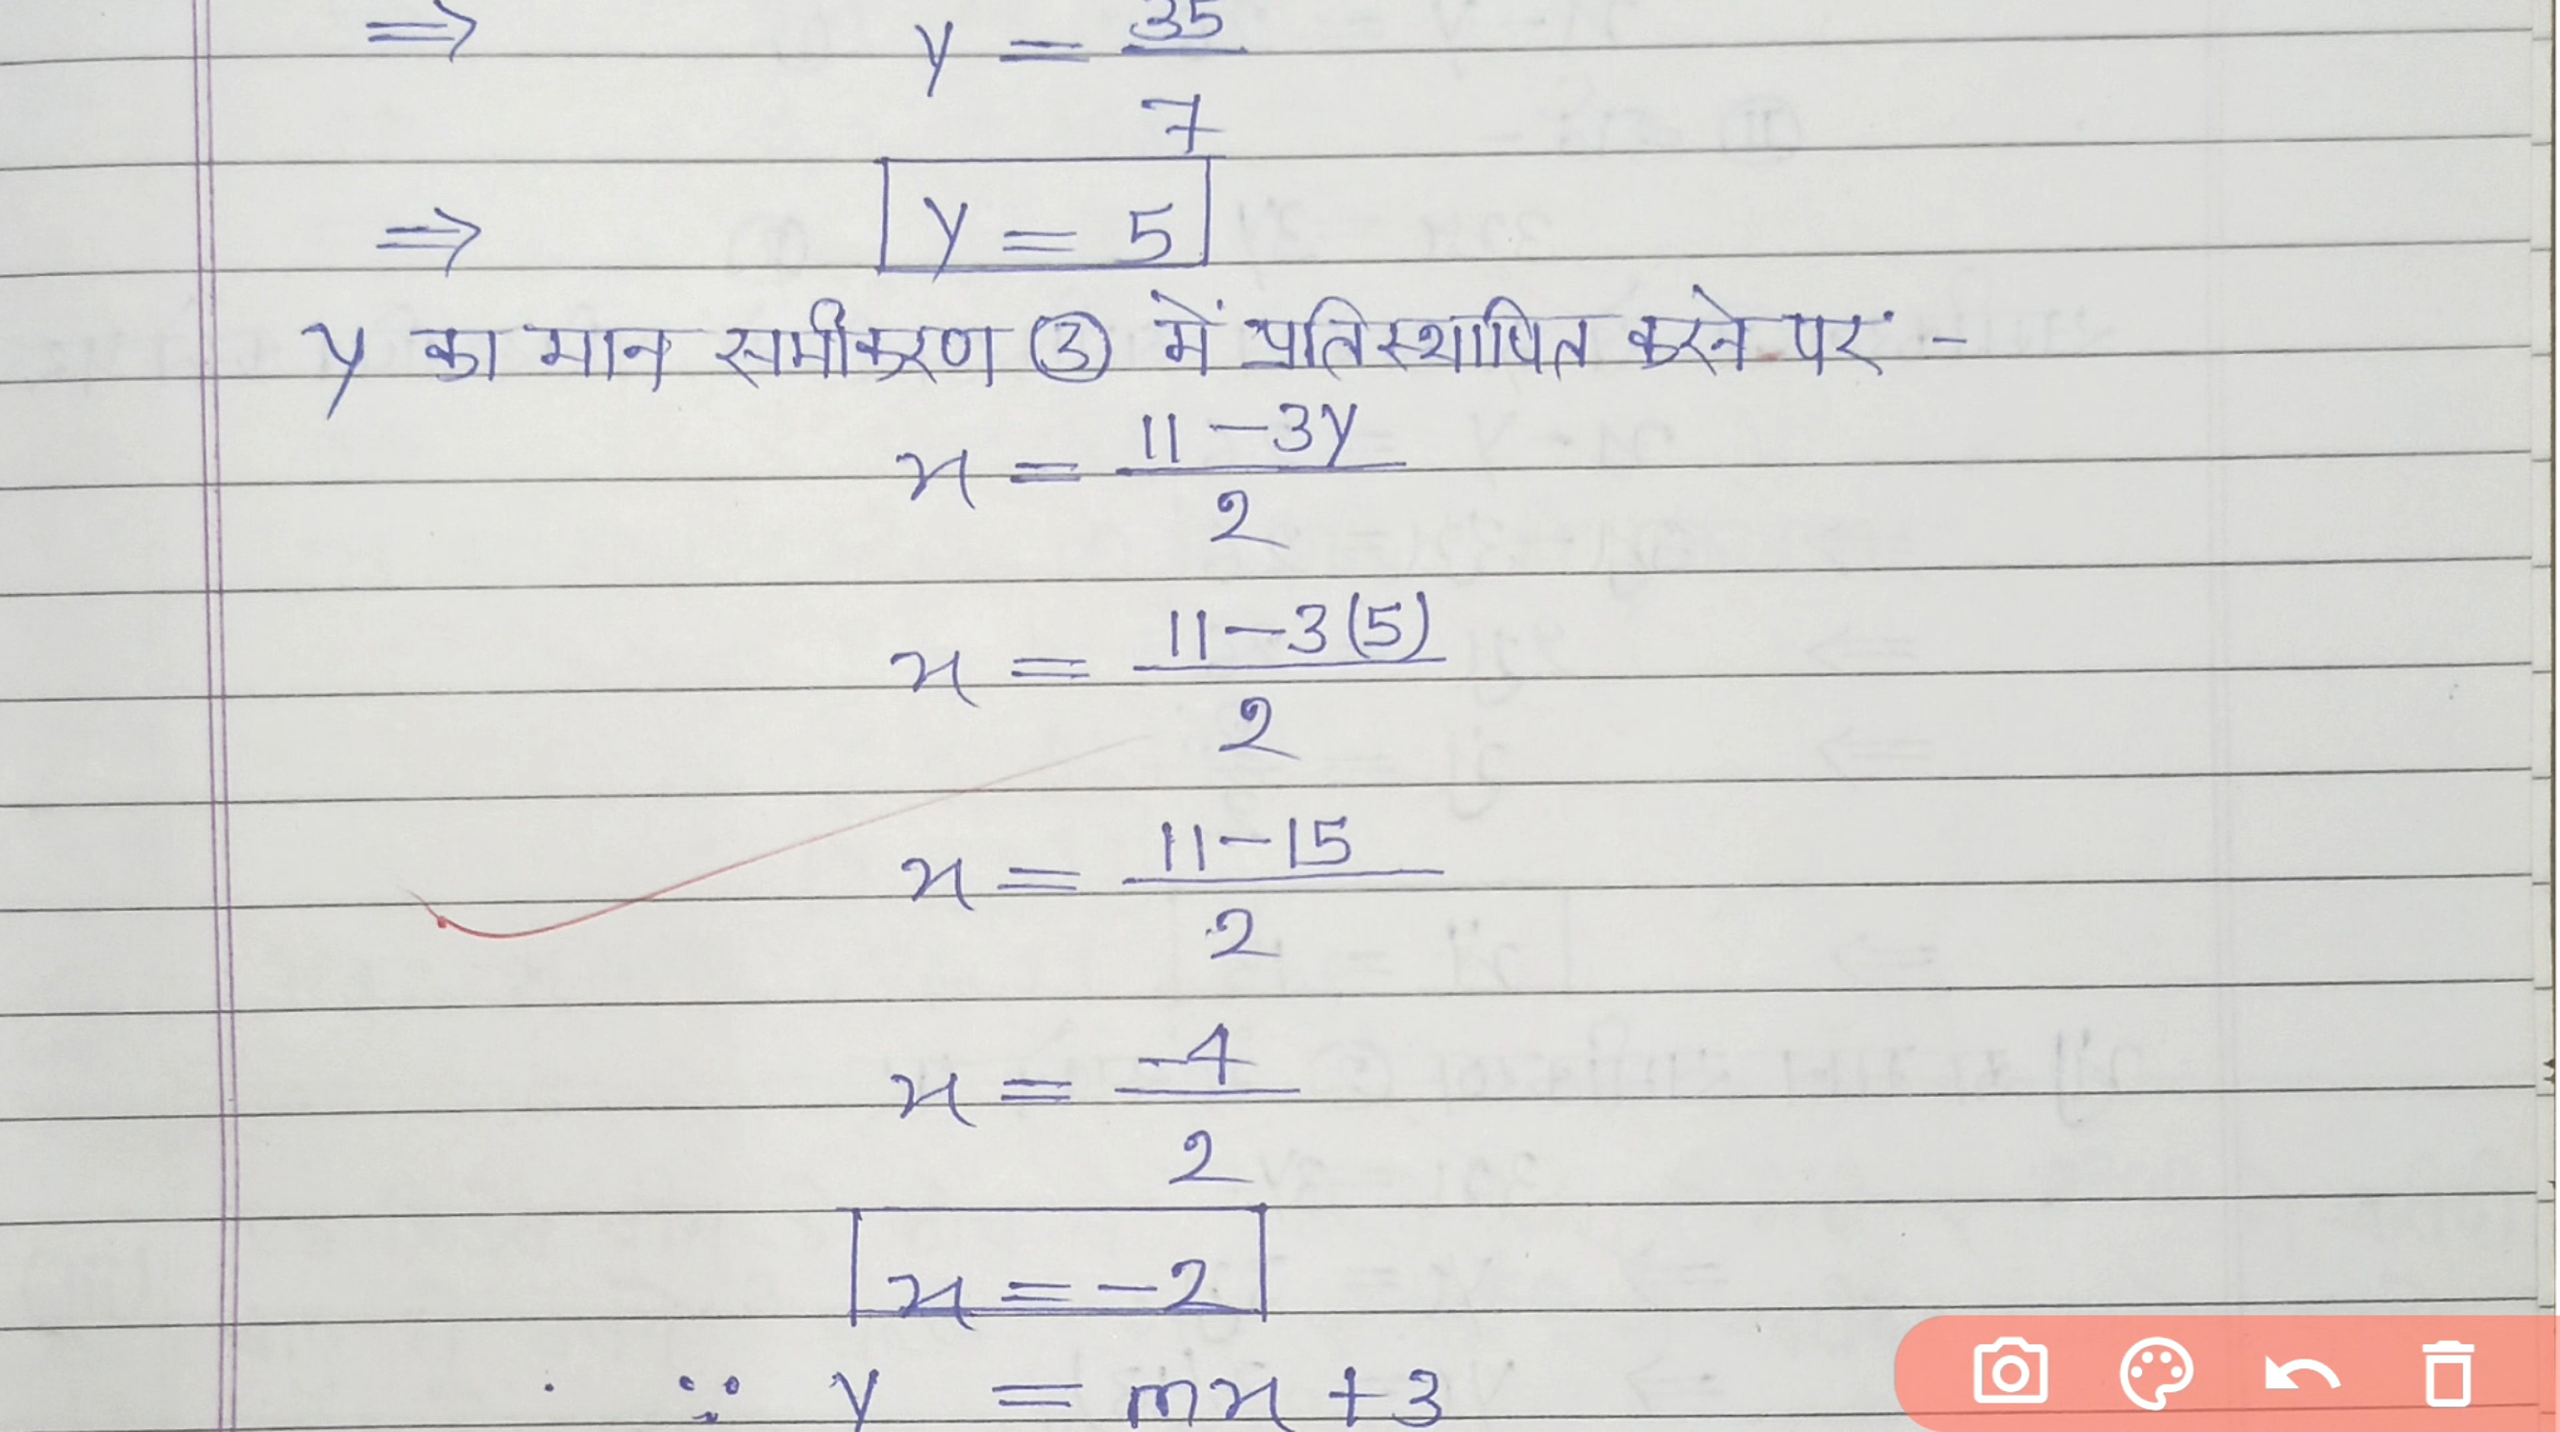 ⇒ y = 35/7
⇒ y = 5
y का मान समीकरण ③ में प्रतिस्थापित करने पर -
x = 11-3y/2
x = 11-3(5)/2
x = 11-15/2
x = -4/2
x = -2
∵ y = mx + 3